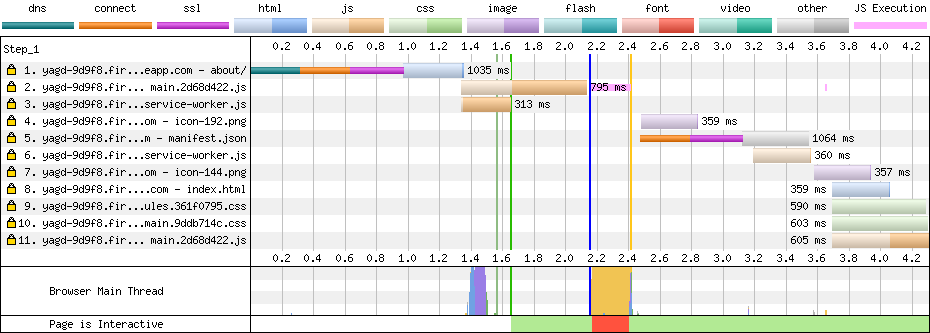 dns connect ssl html js css image flash font video other JS Execution
Step_1 0.2 0.4 0.6 0.8 1.0 1.2 1.4 1.6 1.8 2.0 2.2 2.4 2.6 2.8 3.0 3.2 3.4 3.6 3.8 4.0 4.2
1. yagd-9d9f8.fir...eapp.com - about/ 1035 ms
2. yagd-9d9f8.fir... main.2d68d422.js 795 ms
3. yagd-9d9f8.fir...service-worker.js 313 ms
4. yagd-9d9f8.fir...om - icon-192.png 359 ms
5. yagd-9d9f8.fir...m - manifest.json 1064 ms
6. yagd-9d9f8.fir...service-worker.js 360 ms
7. yagd-9d9f8.fir...om - icon-144.png 357 ms
8. yagd-9d9f8.fir....com - index.html 359 ms
9. yagd-9d9f8.fir...ules.361f0795.css 590 ms
10. yagd-9d9f8.fir...main.9ddb714c.css 603 ms
11. yagd-9d9f8.fir... main.2d68d422.js 605 ms
0.2 0.4 0.6 0.8 1.0 1.2 1.4 1.6 1.8 2.0 2.2 2.4 2.6 2.8 3.0 3.2 3.4 3.6 3.8 4.0 4.2
Browser Main Thread
Page is Interactive